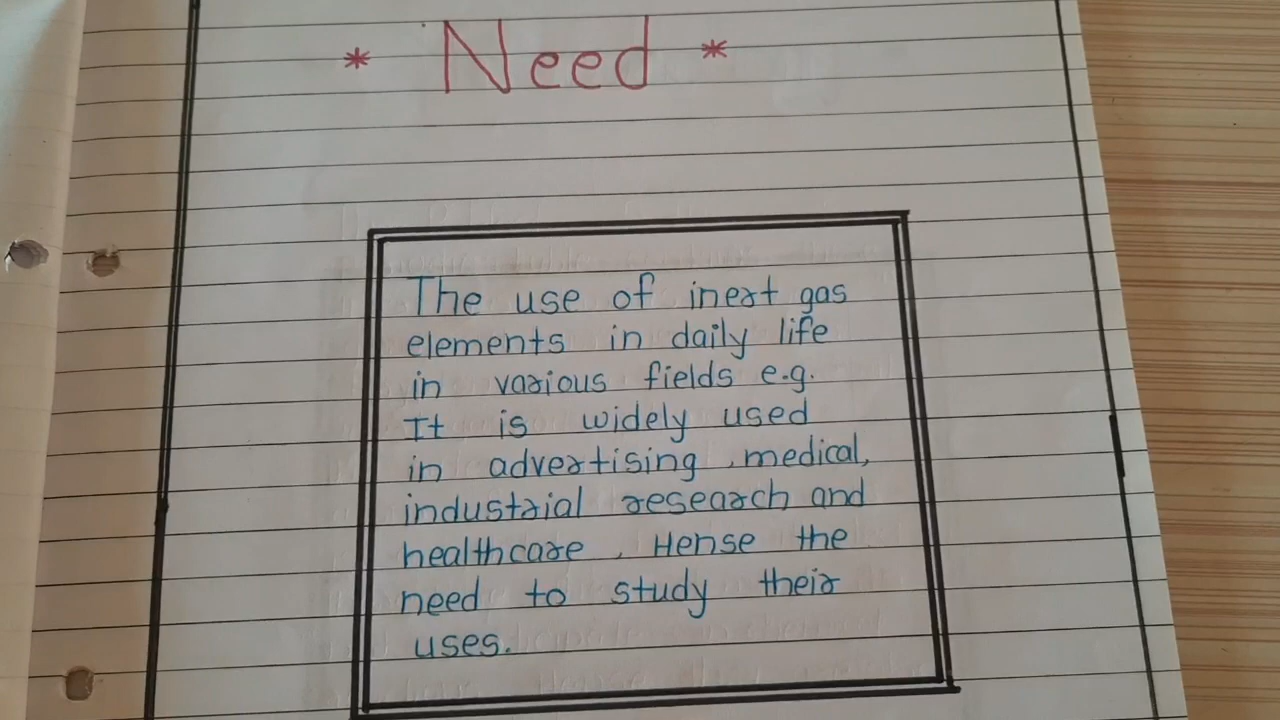 * Need *
The use of inert gas
elements in daily life
in various fields e.g.
It is widely used
in advertising, medical,
industrial research and
healthcare, Hense the
need to study their
uses.